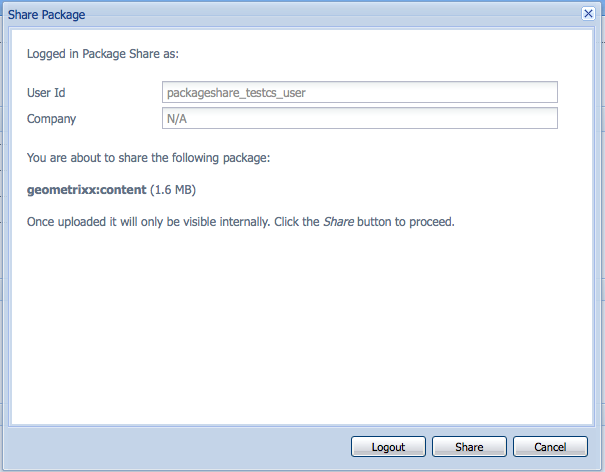 Share Package
Logged in Package Share as:
User Id packageshare_testcs_user
Company N/A
You are about to share the following package:
geometrixx:content (1.6 MB)
Once uploaded it will only be visible internally. Click the Share button to proceed.
Logout Share Cancel